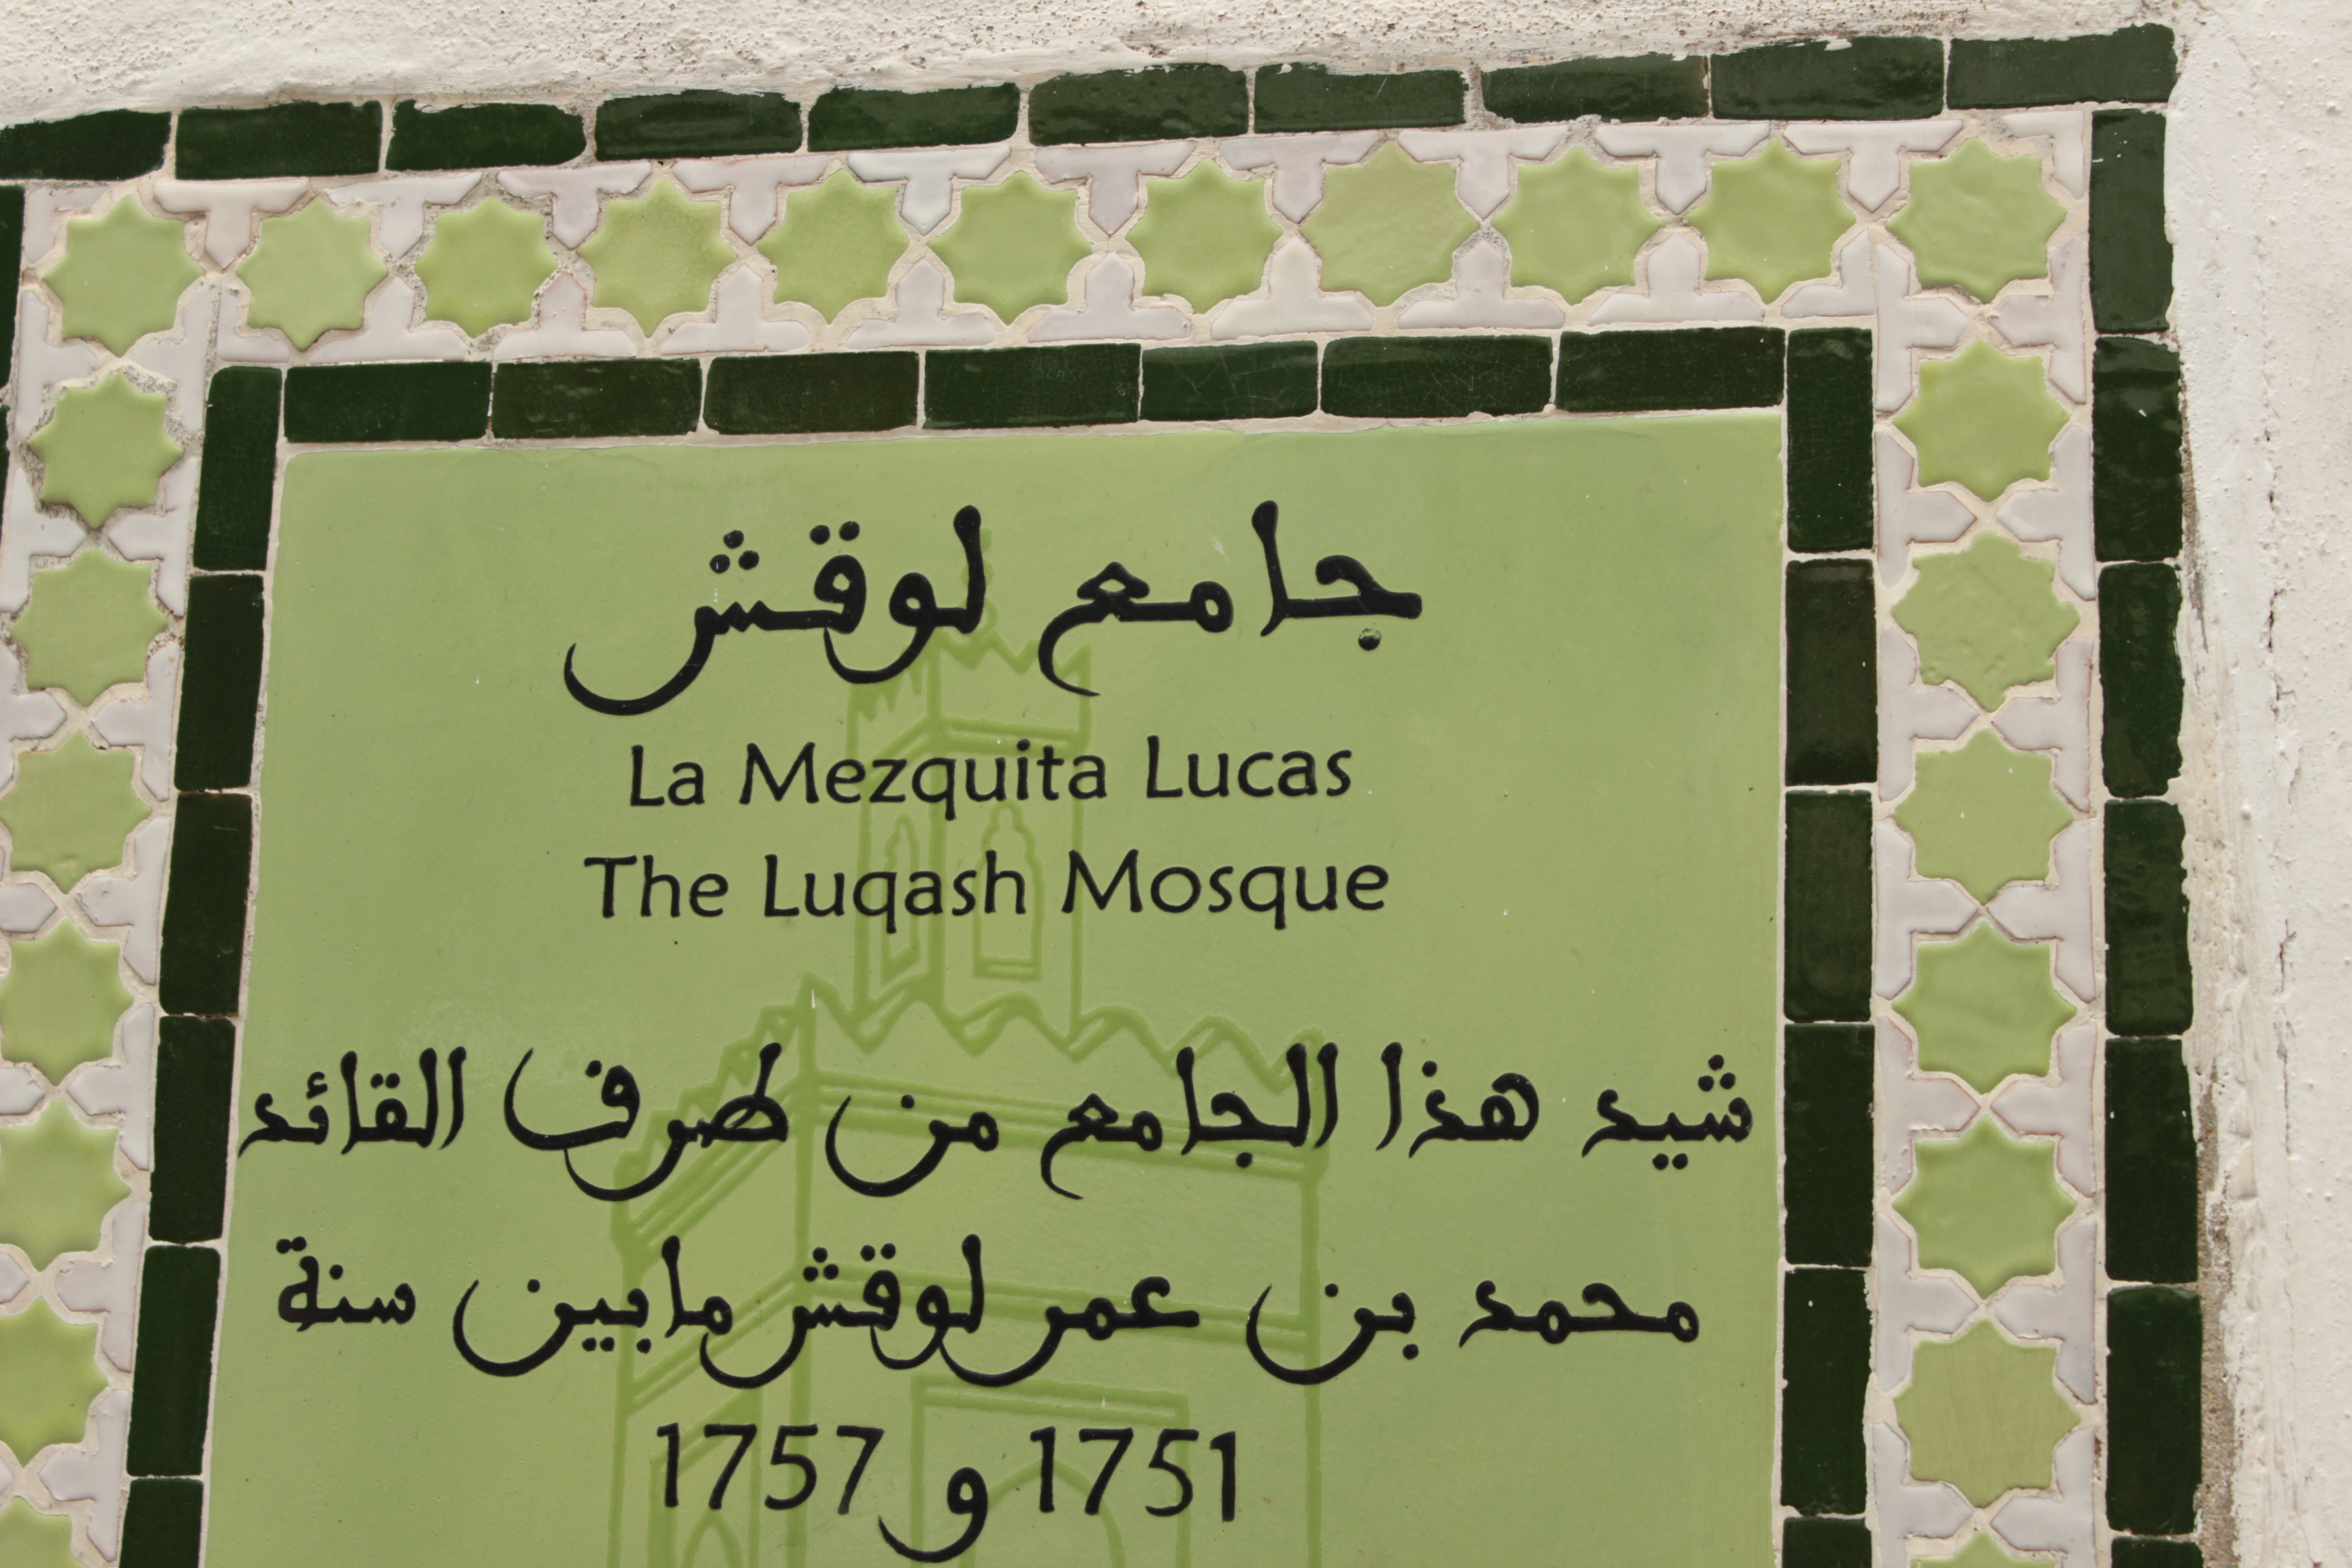 جامع لوقش
La Mezquita Lucas
The Luqash Mosque
شيد هذا الجامع من طرف القائد
محمد بن عمر لوقش مابين سنة
1751 و 1757